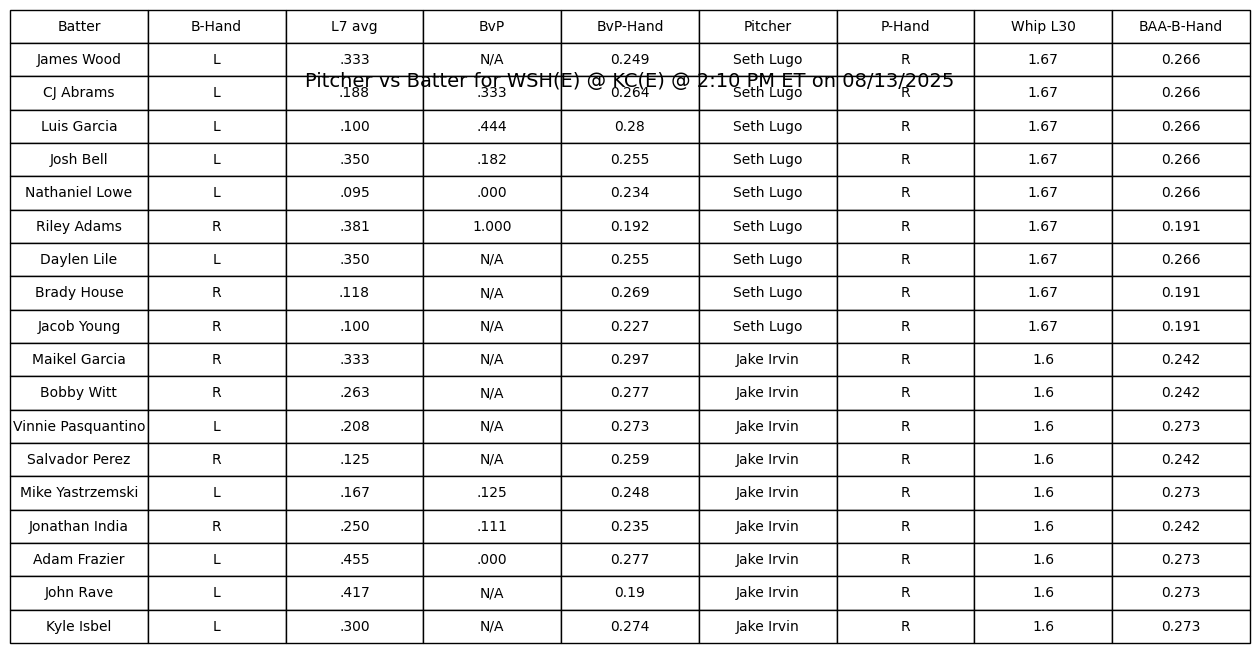 Batter B-Hand L7 avg BvP BvP-Hand Pitcher P-Hand Whip L30 BAA-B-Hand
James Wood L .333 N/A 0.249 Seth Lugo R 1.67 0.266
Pitcher vs Batter for WSH(E) @ KC(E) @ 2:10 PM ET on 08/13/2025
CJ Abrams L .188 .333 0.264 Seth Lugo R 1.67 0.266
Luis Garcia L .100 .444 0.28 Seth Lugo R 1.67 0.266
Josh Bell L .350 .182 0.255 Seth Lugo R 1.67 0.266
Nathaniel Lowe L .095 .000 0.234 Seth Lugo R 1.67 0.266
Riley Adams R .381 1.000 0.192 Seth Lugo R 1.67 0.191
Daylen Lile L .350 N/A 0.255 Seth Lugo R 1.67 0.266
Brady House R .118 N/A 0.269 Seth Lugo R 1.67 0.191
Jacob Young R .100 N/A 0.227 Seth Lugo R 1.67 0.191
Maikel Garcia R .333 N/A 0.297 Jake Irvin R 1.6 0.242
Bobby Witt R .263 N/A 0.277 Jake Irvin R 1.6 0.242
Vinnie Pasquantino L .208 N/A 0.273 Jake Irvin R 1.6 0.273
Salvador Perez R .125 N/A 0.259 Jake Irvin R 1.6 0.242
Mike Yastrzemski L .167 .125 0.248 Jake Irvin R 1.6 0.273
Jonathan India R .250 .111 0.235 Jake Irvin R 1.6 0.242
Adam Frazier L .455 .000 0.277 Jake Irvin R 1.6 0.273
John Rave L .417 N/A 0.19 Jake Irvin R 1.6 0.273
Kyle Isbel L .300 N/A 0.274 Jake Irvin R 1.6 0.273